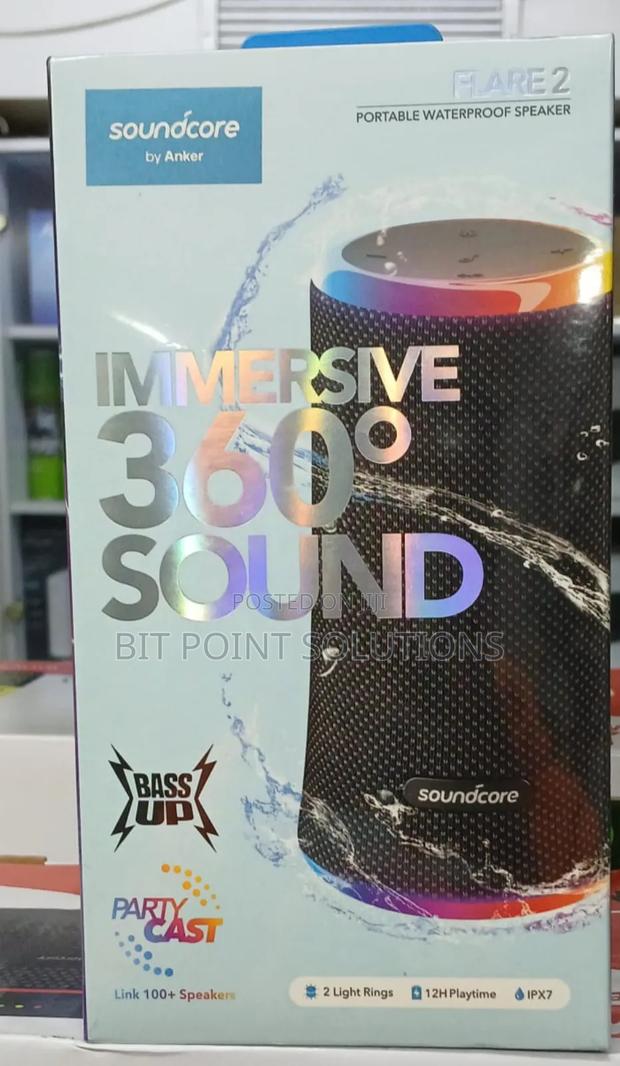 soundcore
by Anker
FLARE 2
PORTABLE WATERPROOF SPEAKER
IMMERSIVE
360°
SOUND
POSTED ON JIJI
BIT POINT SOLUTIONS
soundcore
BASS
UP
PARTY
CAST
Link 100+ Speakers
2 Light Rings
12H Playtime
IPX7